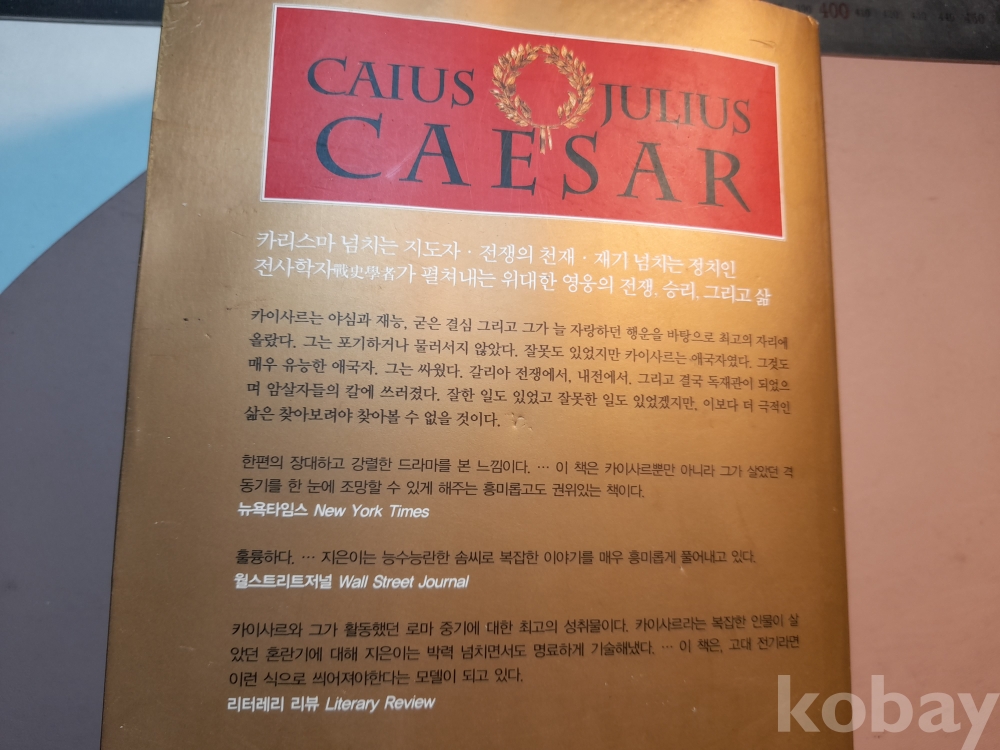 400
CAIUS JULIUS
CAESAR
카리스마 넘치는 지도자 · 전쟁의 천재 · 재기 넘치는 정치인
전사학자戰史學者가 펼쳐내는 위대한 영웅의 전쟁, 승리, 그리고 삶
카이사르는 야심과 재능, 굳은 결심 그리고 그가 늘 자랑하던 행운을 바탕으로 최고의 자리에
올랐다. 그는 포기하거나 물러서지 않았다. 잘못도 있었지만 카이사르는 애국자였다. 그것도
매우 유능한 애국자. 그는 싸웠다. 갈리아 전쟁에서, 내전에서. 그리고 결국 독재관이 되었으
며 암살자들의 칼에 쓰러졌다. 잘한 일도 있었고 잘못한 일도 있었겠지만, 이보다 더 극적인
삶은 찾아보려야 찾아볼 수 없을 것이다.
한편의 장대하고 강렬한 드라마를 본 느낌이다. … 이 책은 카이사르뿐만 아니라 그가 살았던 격
동기를 한 눈에 조망할 수 있게 해주는 흥미롭고도 권위있는 책이다.
뉴욕타임스 New York Times
훌륭하다. … 지은이는 능수능란한 솜씨로 복잡한 이야기를 매우 흥미롭게 풀어내고 있다.
월스트리트저널 Wall Street Journal
카이사르와 그가 활동했던 로마 중기에 대한 최고의 성취물이다. 카이사르라는 복잡한 인물이 살
았던 혼란기에 대해 지은이는 박력 넘치면서도 명료하게 기술해냈다. … 이 책은, 고대 전기라면
이런 식으로 씌어져야한다는 모델이 되고 있다.
리터레리 리뷰 Literary Review
kobay